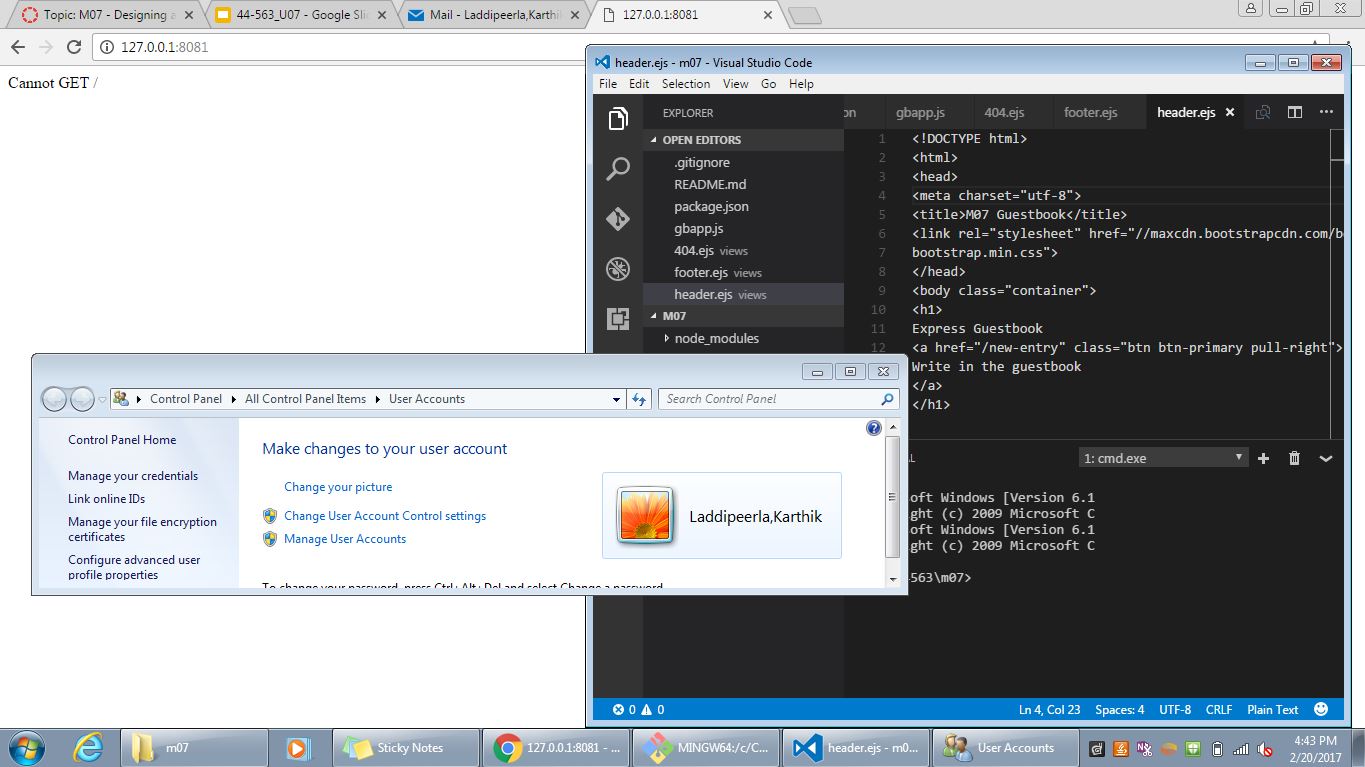 Topic: M07 - Designing a
44-563_U07 - Google Slid
Mail - Laddipeerla,Karthik
127.0.0.1:8081
127.0.0.1:8081
Cannot GET /
header.ejs - m07 - Visual Studio Code
File Edit Selection View Go Help
EXPLORER
OPEN EDITORS
.gitignore
README.md
package.json
gbapp.js
404.ejs views
footer.ejs views
header.ejs views
M07
node_modules
on gbapp.js 404.ejs footer.ejs header.ejs
1 <!DOCTYPE html>
2 <html>
3 <head>
4 <meta charset="utf-8">
5 <title>M07 Guestbook</title>
6 <link rel="stylesheet" href="//maxcdn.bootstrapcdn.com/bo
7 bootstrap.min.css">
8 </head>
9 <body class="container">
10 <h1>
11 Express Guestbook
12 <a href="/new-entry" class="btn btn-primary pull-right">
Write in the guestbook
</a>
</h1>
AL
1: cmd.exe
soft Windows [Version 6.1
ght (c) 2009 Microsoft C
soft Windows [Version 6.1
ght (c) 2009 Microsoft C
-563\m07>
0 0
Ln 4, Col 23 Spaces: 4 UTF-8 CRLF Plain Text
Control Panel All Control Panel Items User Accounts
Search Control Panel
Control Panel Home
Manage your credentials
Link online IDs
Manage your file encryption
certificates
Configure advanced user
profile properties
Make changes to your user account
Change your picture
Change User Account Control settings
Manage User Accounts
Laddipeerla,Karthik
To change your password, press Ctrl+Alt+Del and select Change a password.
m07
Sticky Notes
127.0.0.1:8081 - ...
MINGW64:/c/C...
header.ejs - m0...
User Accounts
4:43 PM
2/20/2017